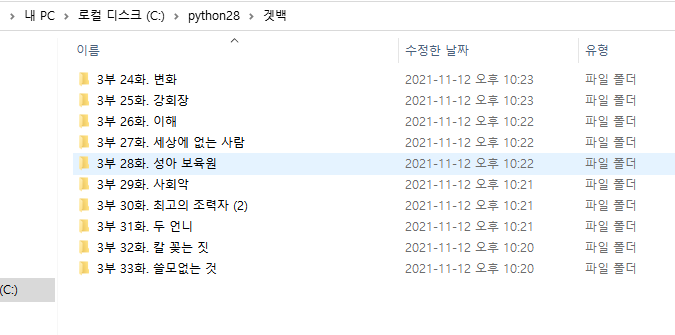 내 PC > 로컬 디스크 (C:) > python28 > 겟백
이름 수정한 날짜 유형
3부 24화. 변화 2021-11-12 오후 10:23 파일 폴더
3부 25화. 강회장 2021-11-12 오후 10:23 파일 폴더
3부 26화. 이해 2021-11-12 오후 10:22 파일 폴더
3부 27화. 세상에 없는 사람 2021-11-12 오후 10:22 파일 폴더
3부 28화. 성아 보육원 2021-11-12 오후 10:22 파일 폴더
3부 29화. 사회악 2021-11-12 오후 10:21 파일 폴더
3부 30화. 최고의 조력자 (2) 2021-11-12 오후 10:21 파일 폴더
3부 31화. 두 언니 2021-11-12 오후 10:21 파일 폴더
3부 32화. 칼 꽂는 짓 2021-11-12 오후 10:20 파일 폴더
3부 33화. 쓸모없는 것 2021-11-12 오후 10:20 파일 폴더
(C:)